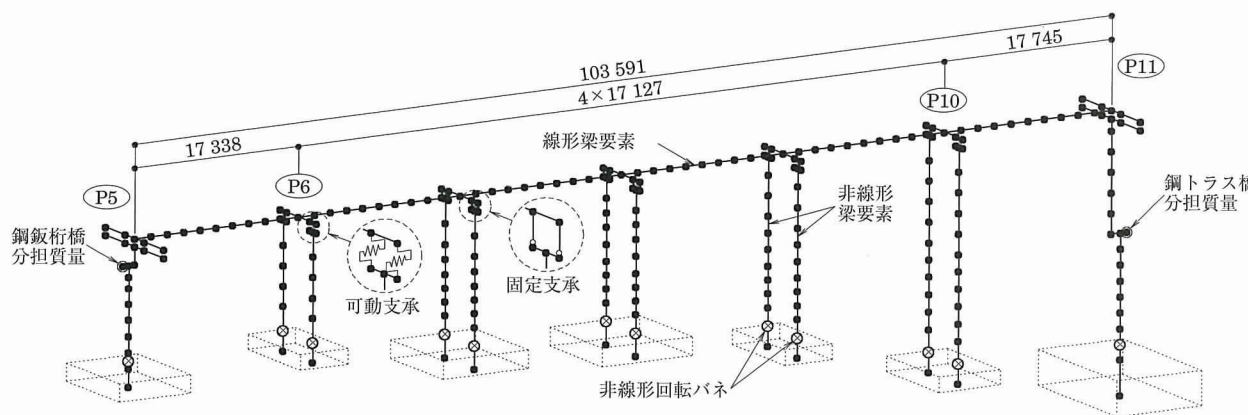 103 591
17 745
4×17 127
P11
P10
17 338
線形梁要素
P6
P5
非線形
梁要素
鋼トラス橋
分担質量
鋼鈑桁橋
分担質量
固定支承
可動支承
非線形回転バネ